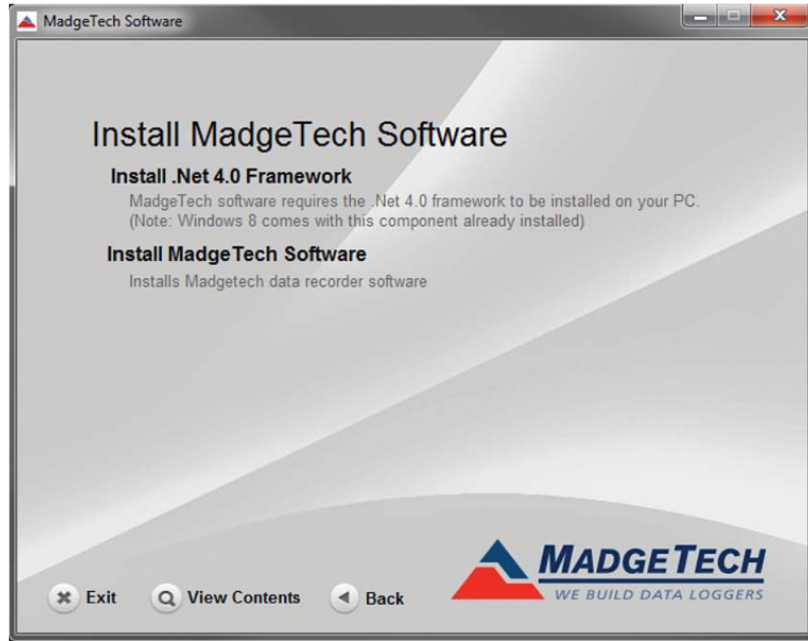 MadgeTech Software
Install MadgeTech Software
Install .Net 4.0 Framework
MadgeTech software requires the .Net 4.0 framework to be installed on your PC.
(Note: Windows 8 comes with this component already installed)
Install MadgeTech Software
Installs Madgetech data recorder software
Exit
View Contents
Back
MADGETECH
WE BUILD DATA LOGGERS